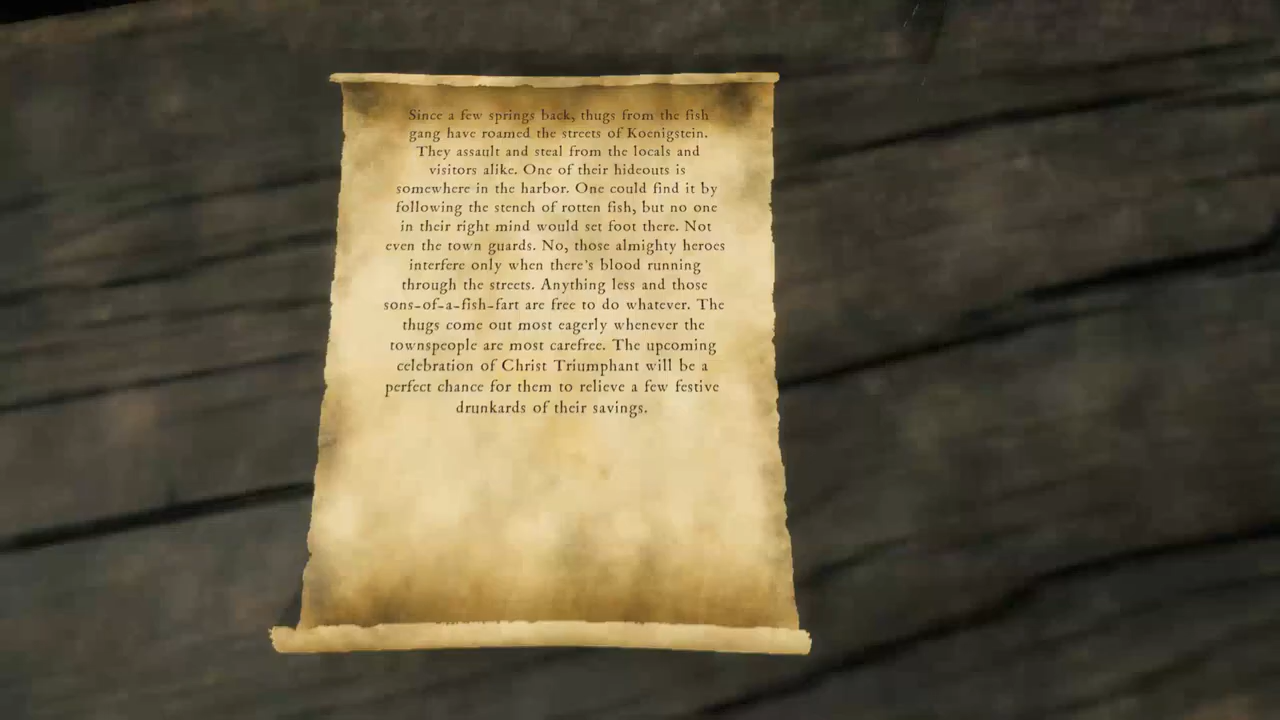 Since a few springs back, thugs from the fish
gang have roamed the streets of Koenigstein.
They assault and steal from the locals and
visitors alike. One of their hideouts is
somewhere in the harbor. One could find it by
following the stench of rotten fish, but no one
in their right mind would set foot there. Not
even the town guards. No, those almighty heroes
interfere only when there's blood running
through the streets. Anything less and those
sons-of-a-fish-fart are free to do whatever. The
thugs come out most eagerly whenever the
townspeople are most carefree. The upcoming
celebration of Christ Triumphant will be a
perfect chance for them to relieve a few festive
drunkards of their savings.